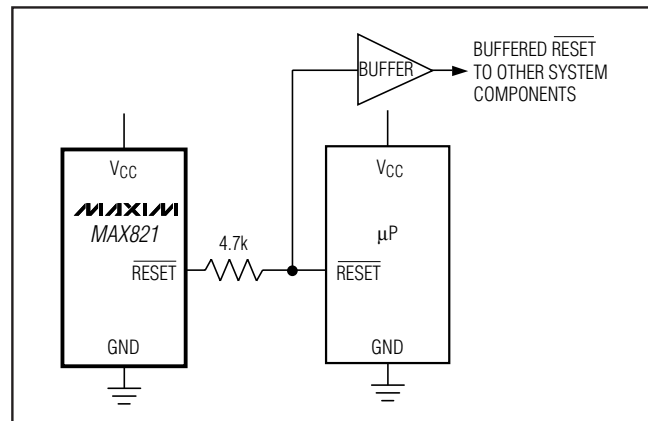 BUFFER
BUFFERED RESET
TO OTHER SYSTEM
COMPONENTS
VCC
MAXIM
MAX821
RESET
GND
4.7k
VCC
μP
RESET
GND